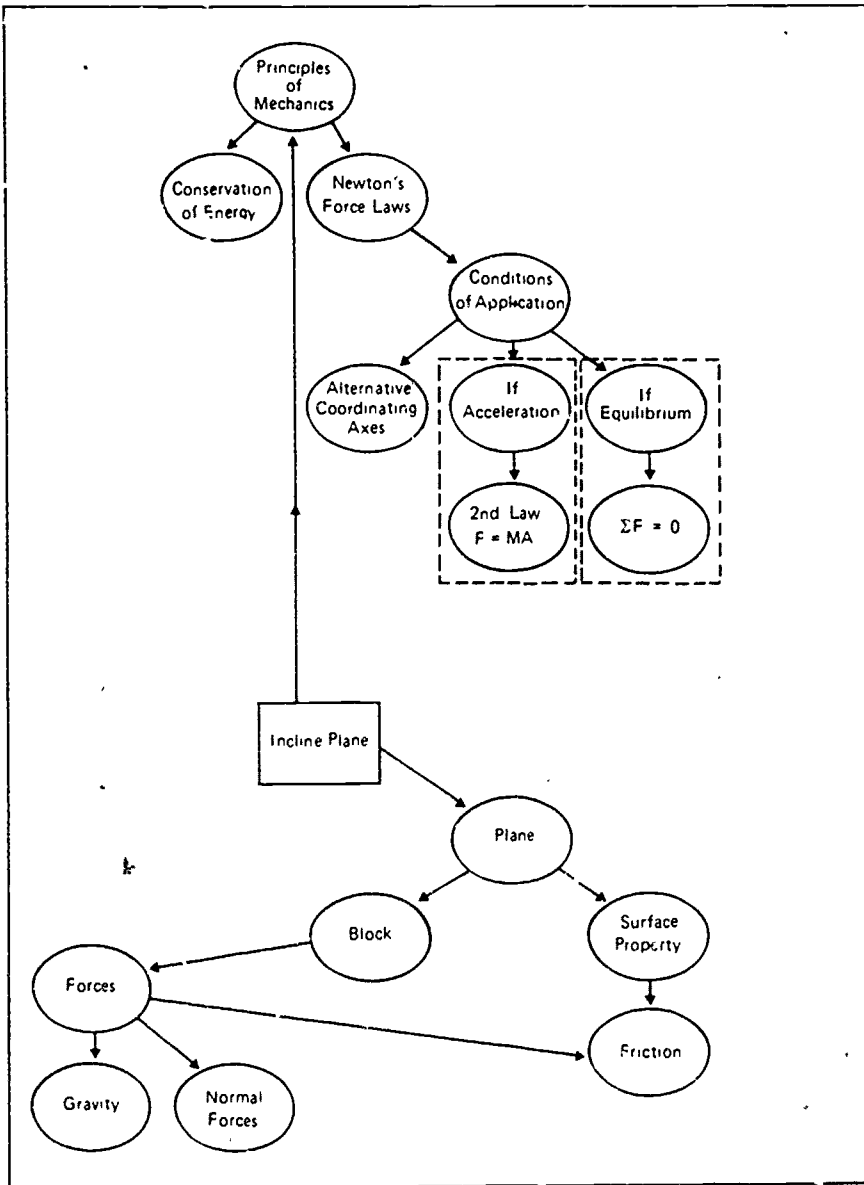 Principles
of
Mechanics
Conservation
of Energy
Newton's
Force Laws
Conditions
of Application
Alternative
Coordinating
Axes
If
Acceleration
If
Equilibrium
2nd Law
F = MA
ΣF = 0
Incline Plane
Plane
Block
Surface
Property
Forces
Friction
Gravity
Normal
Forces